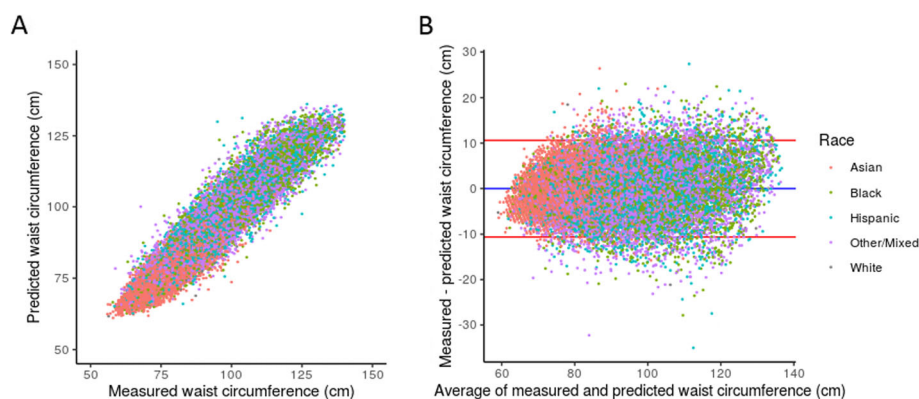 A
Predicted waist circumference (cm)
150
125
100
75
50
50 75 100 125 150
Measured waist circumference (cm)
B
Measured - predicted waist circumference (cm)
30
20
10
0
-10
-20
-30
60 80 100 120 140
Average of measured and predicted waist circumference (cm)
Race
Asian
Black
Hispanic
Other/Mixed
White